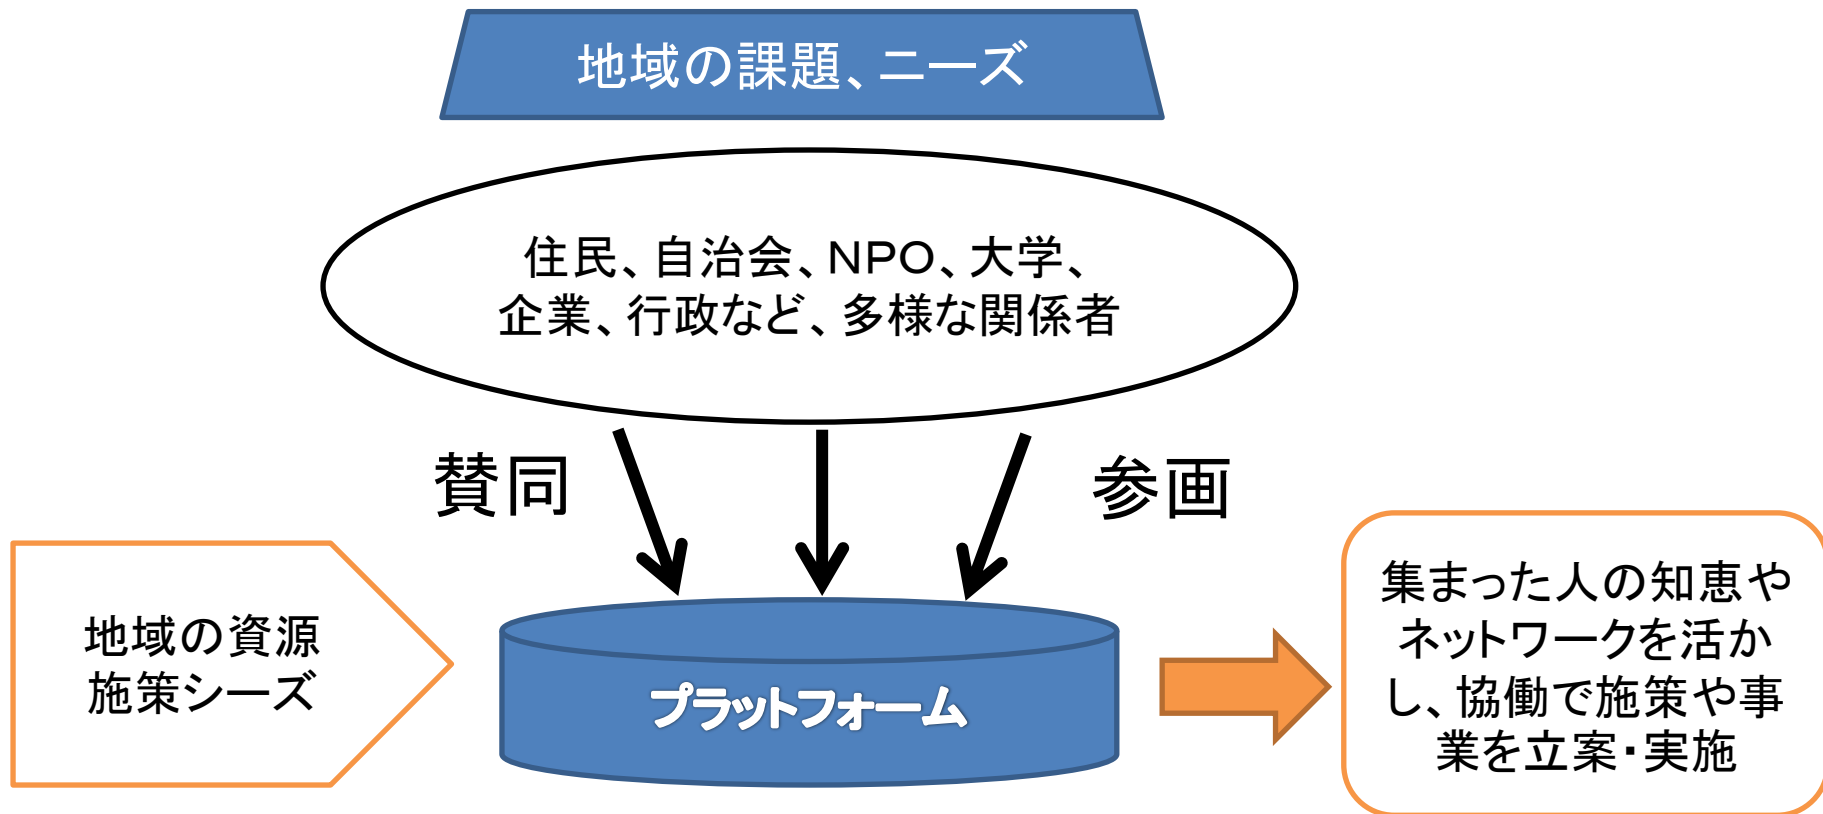 地域の課題、ニーズ
住民、自治会、NPO、大学、
企業、行政など、多様な関係者
賛同
参画
地域の資源
施策シーズ
プラットフォーム
集まった人の知恵や
ネットワークを活か
し、協働で施策や事
業を立案・実施